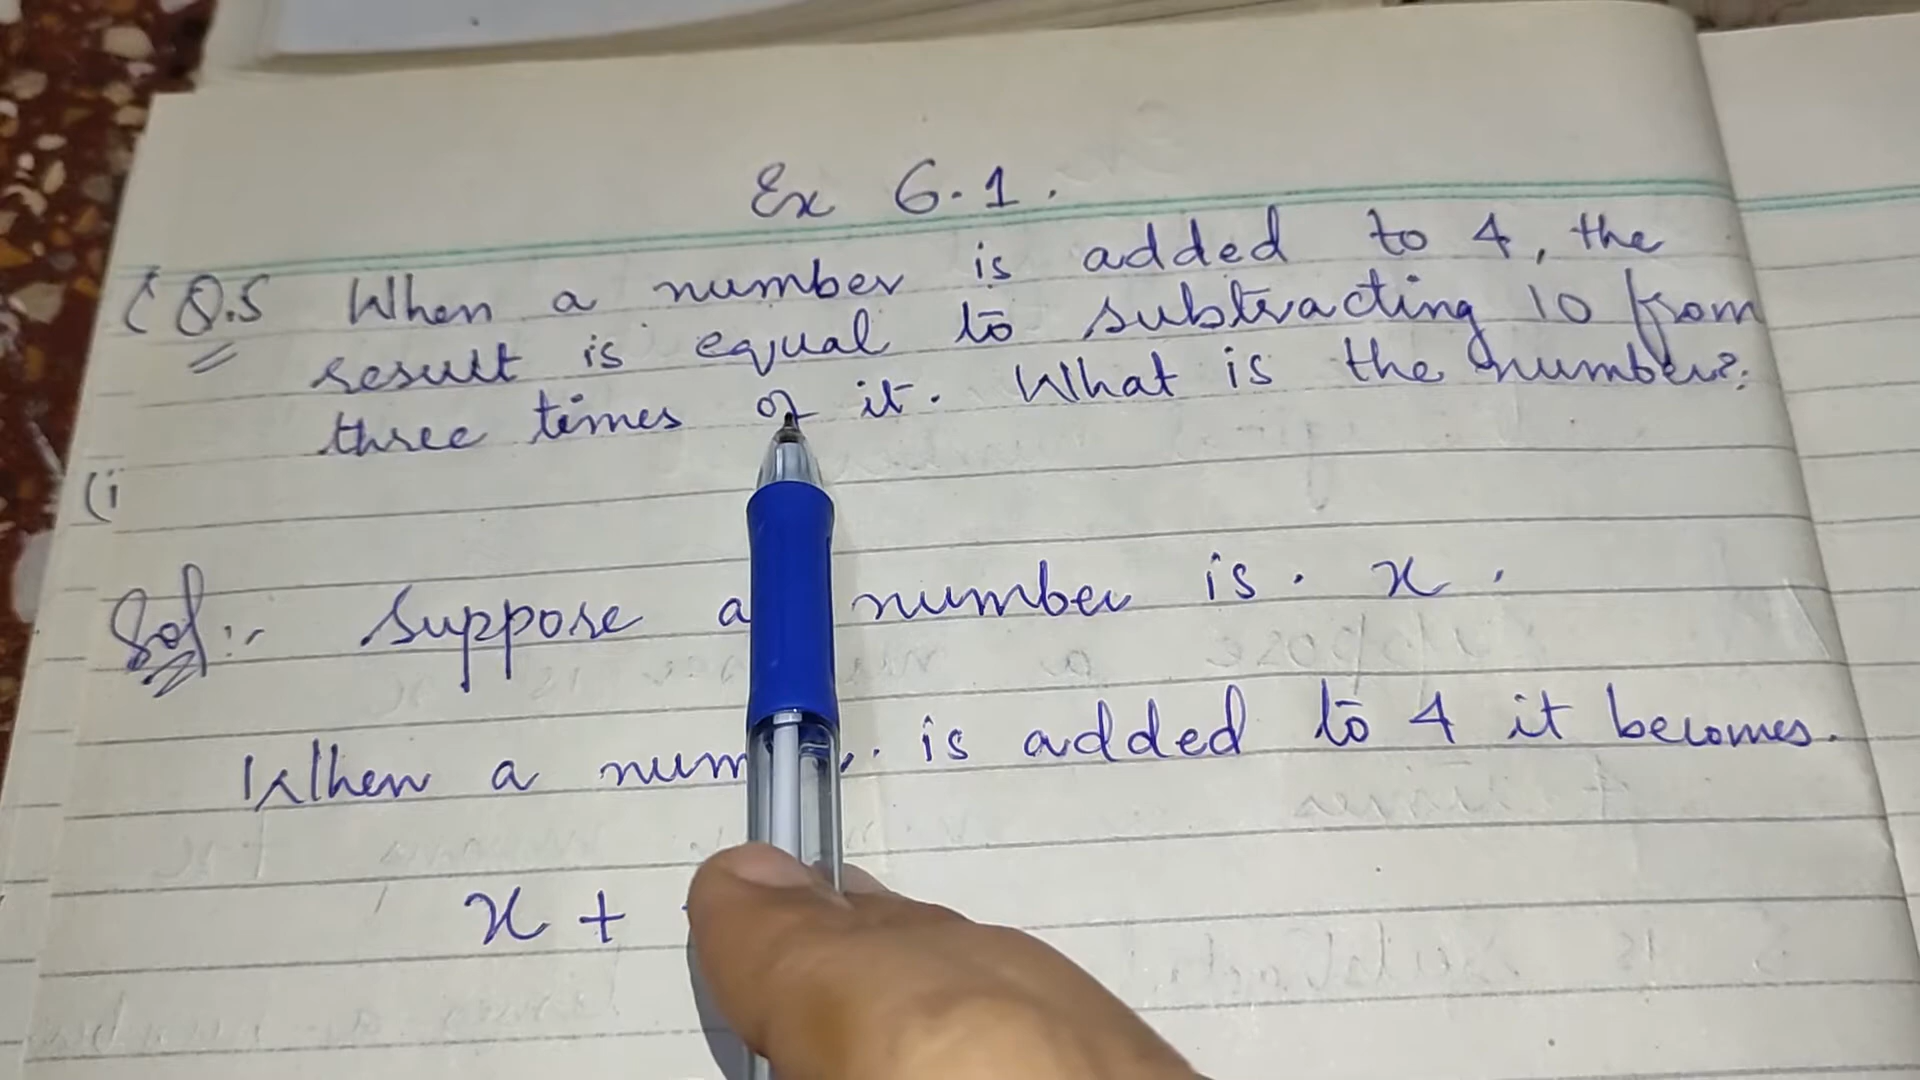 Ex 6.1.
Q.5 When a number is added to 4, the
result is equal to subtracting 10 from
three times of it. What is the number?
(i
Sol:- Suppose a number is. x.
When a is added to 4 it becomes.
x +